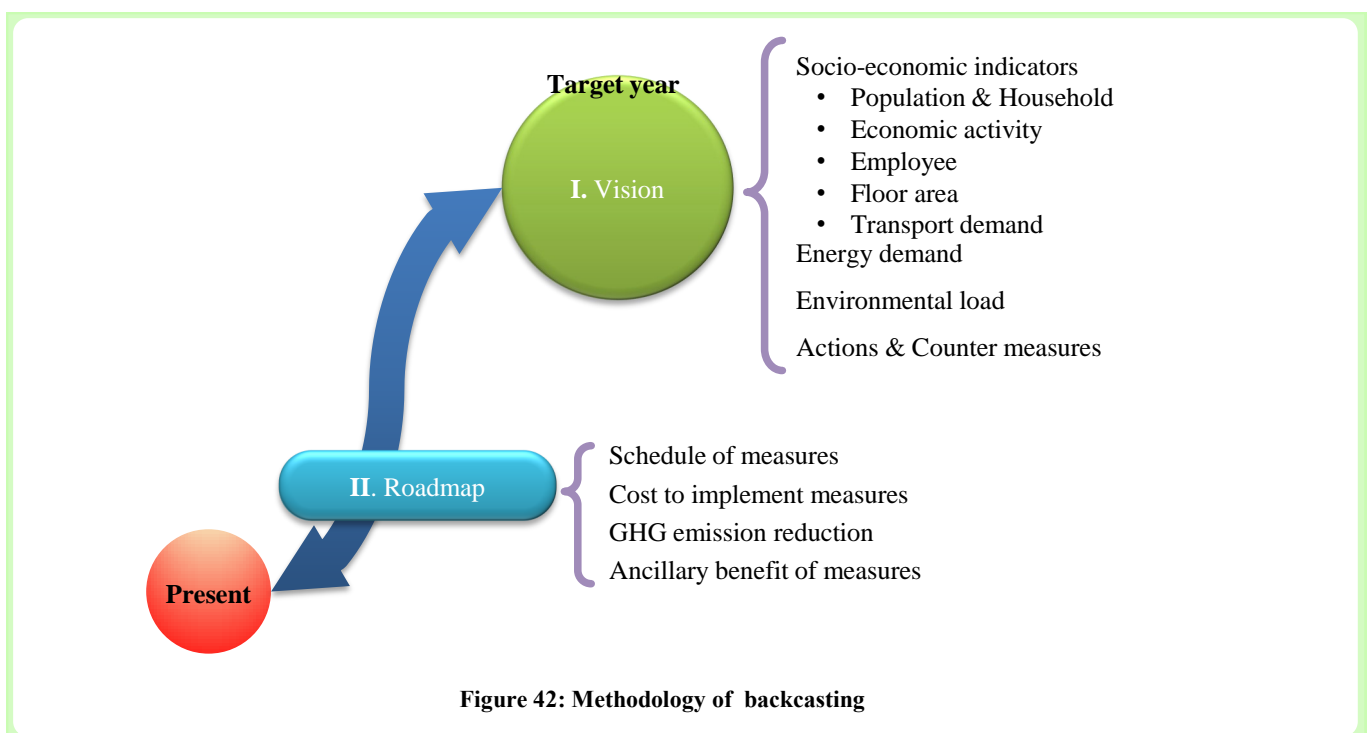 Target year
I. Vision
Socio-economic indicators
• Population & Household
• Economic activity
• Employee
• Floor area
• Transport demand
Energy demand
Environmental load
Actions & Counter measures
II. Roadmap
Schedule of measures
Cost to implement measures
GHG emission reduction
Ancillary benefit of measures
Present
Figure 42: Methodology of backcasting